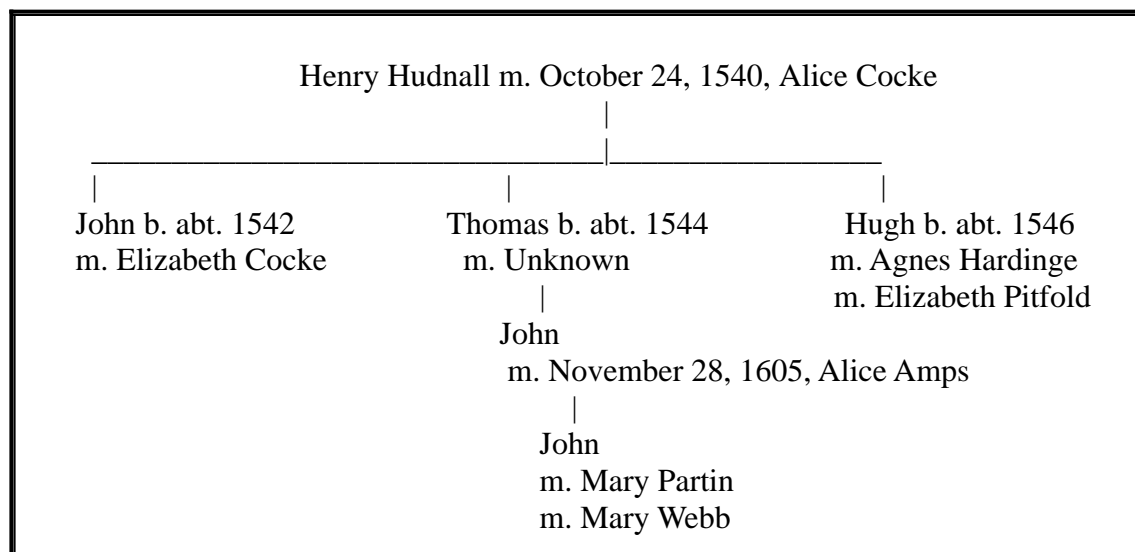 Henry Hudnall m. October 24, 1540, Alice Cocke
John b. abt. 1542 Thomas b. abt. 1544 Hugh b. abt. 1546
m. Elizabeth Cocke m. Unknown m. Agnes Hardinge
m. Elizabeth Pitfold
John
m. November 28, 1605, Alice Amps
John
m. Mary Partin
m. Mary Webb